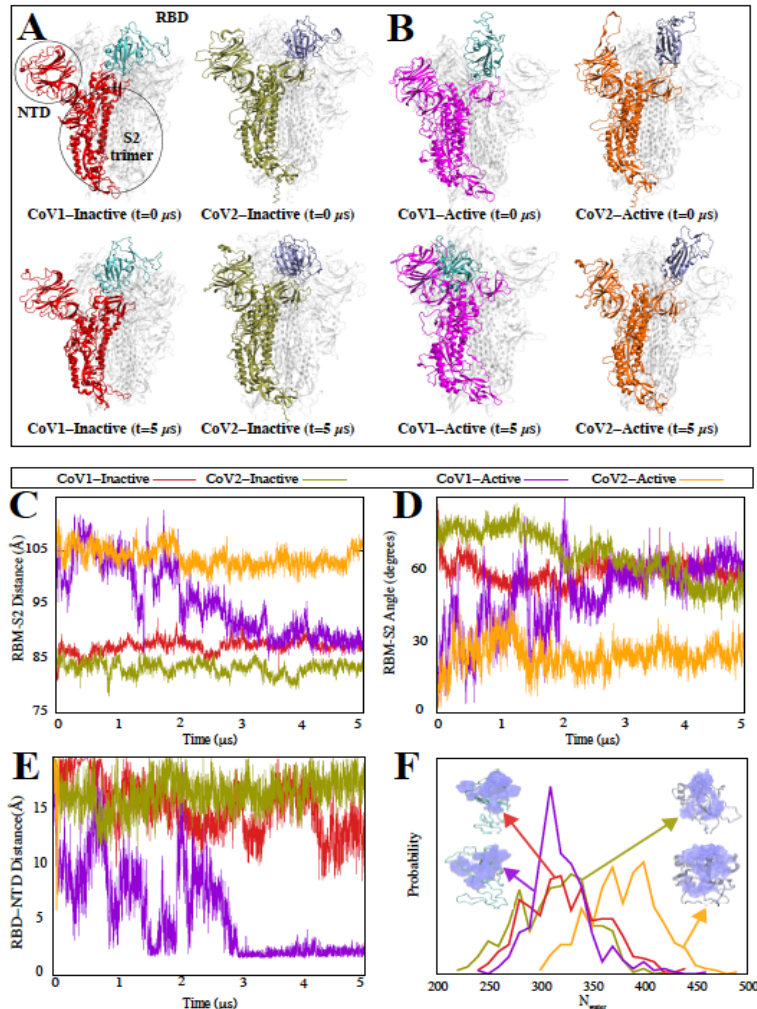 A
RBD
B
NTD
S2
trimer
CoV1–Inactive (t=0 μs) CoV2–Inactive (t=0 μs) CoV1–Active (t=0 μs) CoV2–Active (t=0 μs)
CoV1–Inactive (t=5 μs) CoV2–Inactive (t=5 μs) CoV1–Active (t=5 μs) CoV2–Active (t=5 μs)
CoV1–Inactive CoV2–Inactive CoV1–Active CoV2–Active
C
RBM-S2 Distance (Å)
105
95
85
75
0 1 2 3 4 5
Time (μs)
D
RBM-S2 Angle (degrees)
60
30
0
0 1 2 3 4 5
Time (μs)
E
RBD–NTD Distance(Å)
15
10
5
0
0 1 2 3 4 5
Time (μs)
F
Probability
200 250 300 350 400 450 500
N water